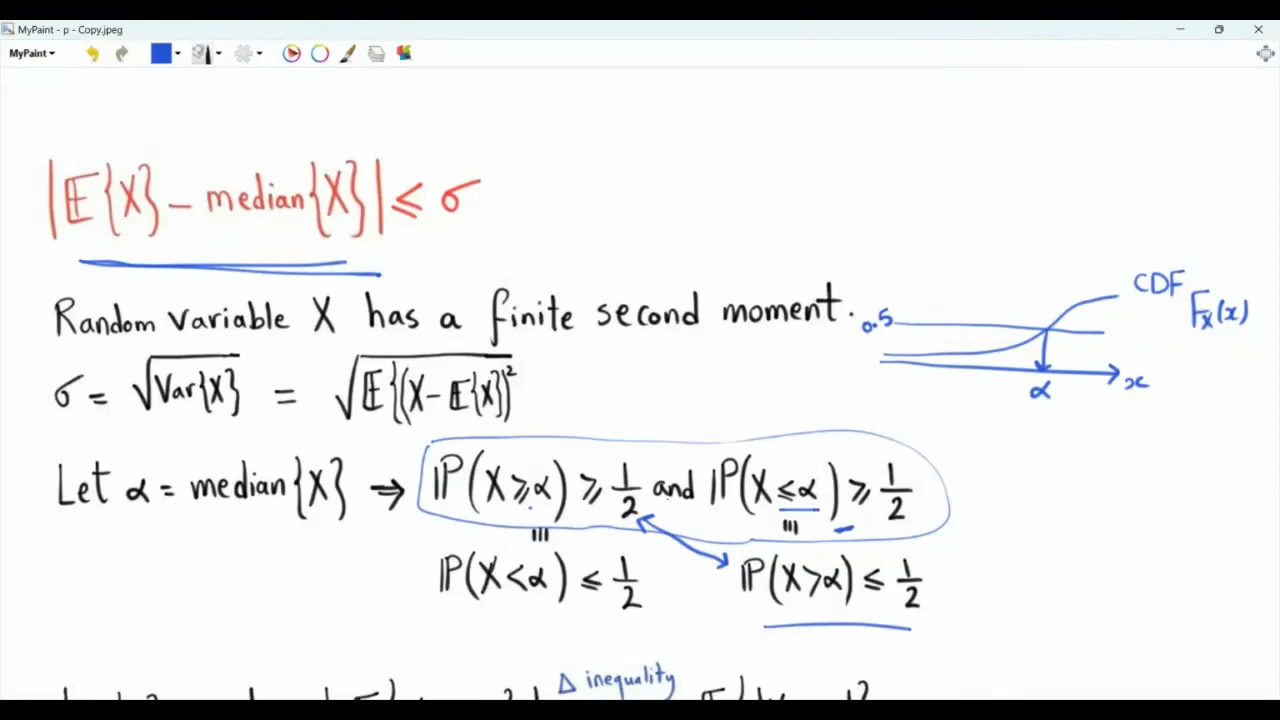 MyPaint - p - Copy.jpeg
MyPaint
|𝔼{X} - median{X}| ≤ σ
Random variable X has a finite second moment.
CDF
F_X(x)
0.5
α
x
σ = √Var{X} = √𝔼{(X-𝔼{X})²
Let α = median{X} ⇒ ℙ(X≥α) ≥ 1/2 and ℙ(X≤α) ≥ 1/2
ℙ(X<α) ≤ 1/2 ℙ(X>α) ≤ 1/2
Δ inequality